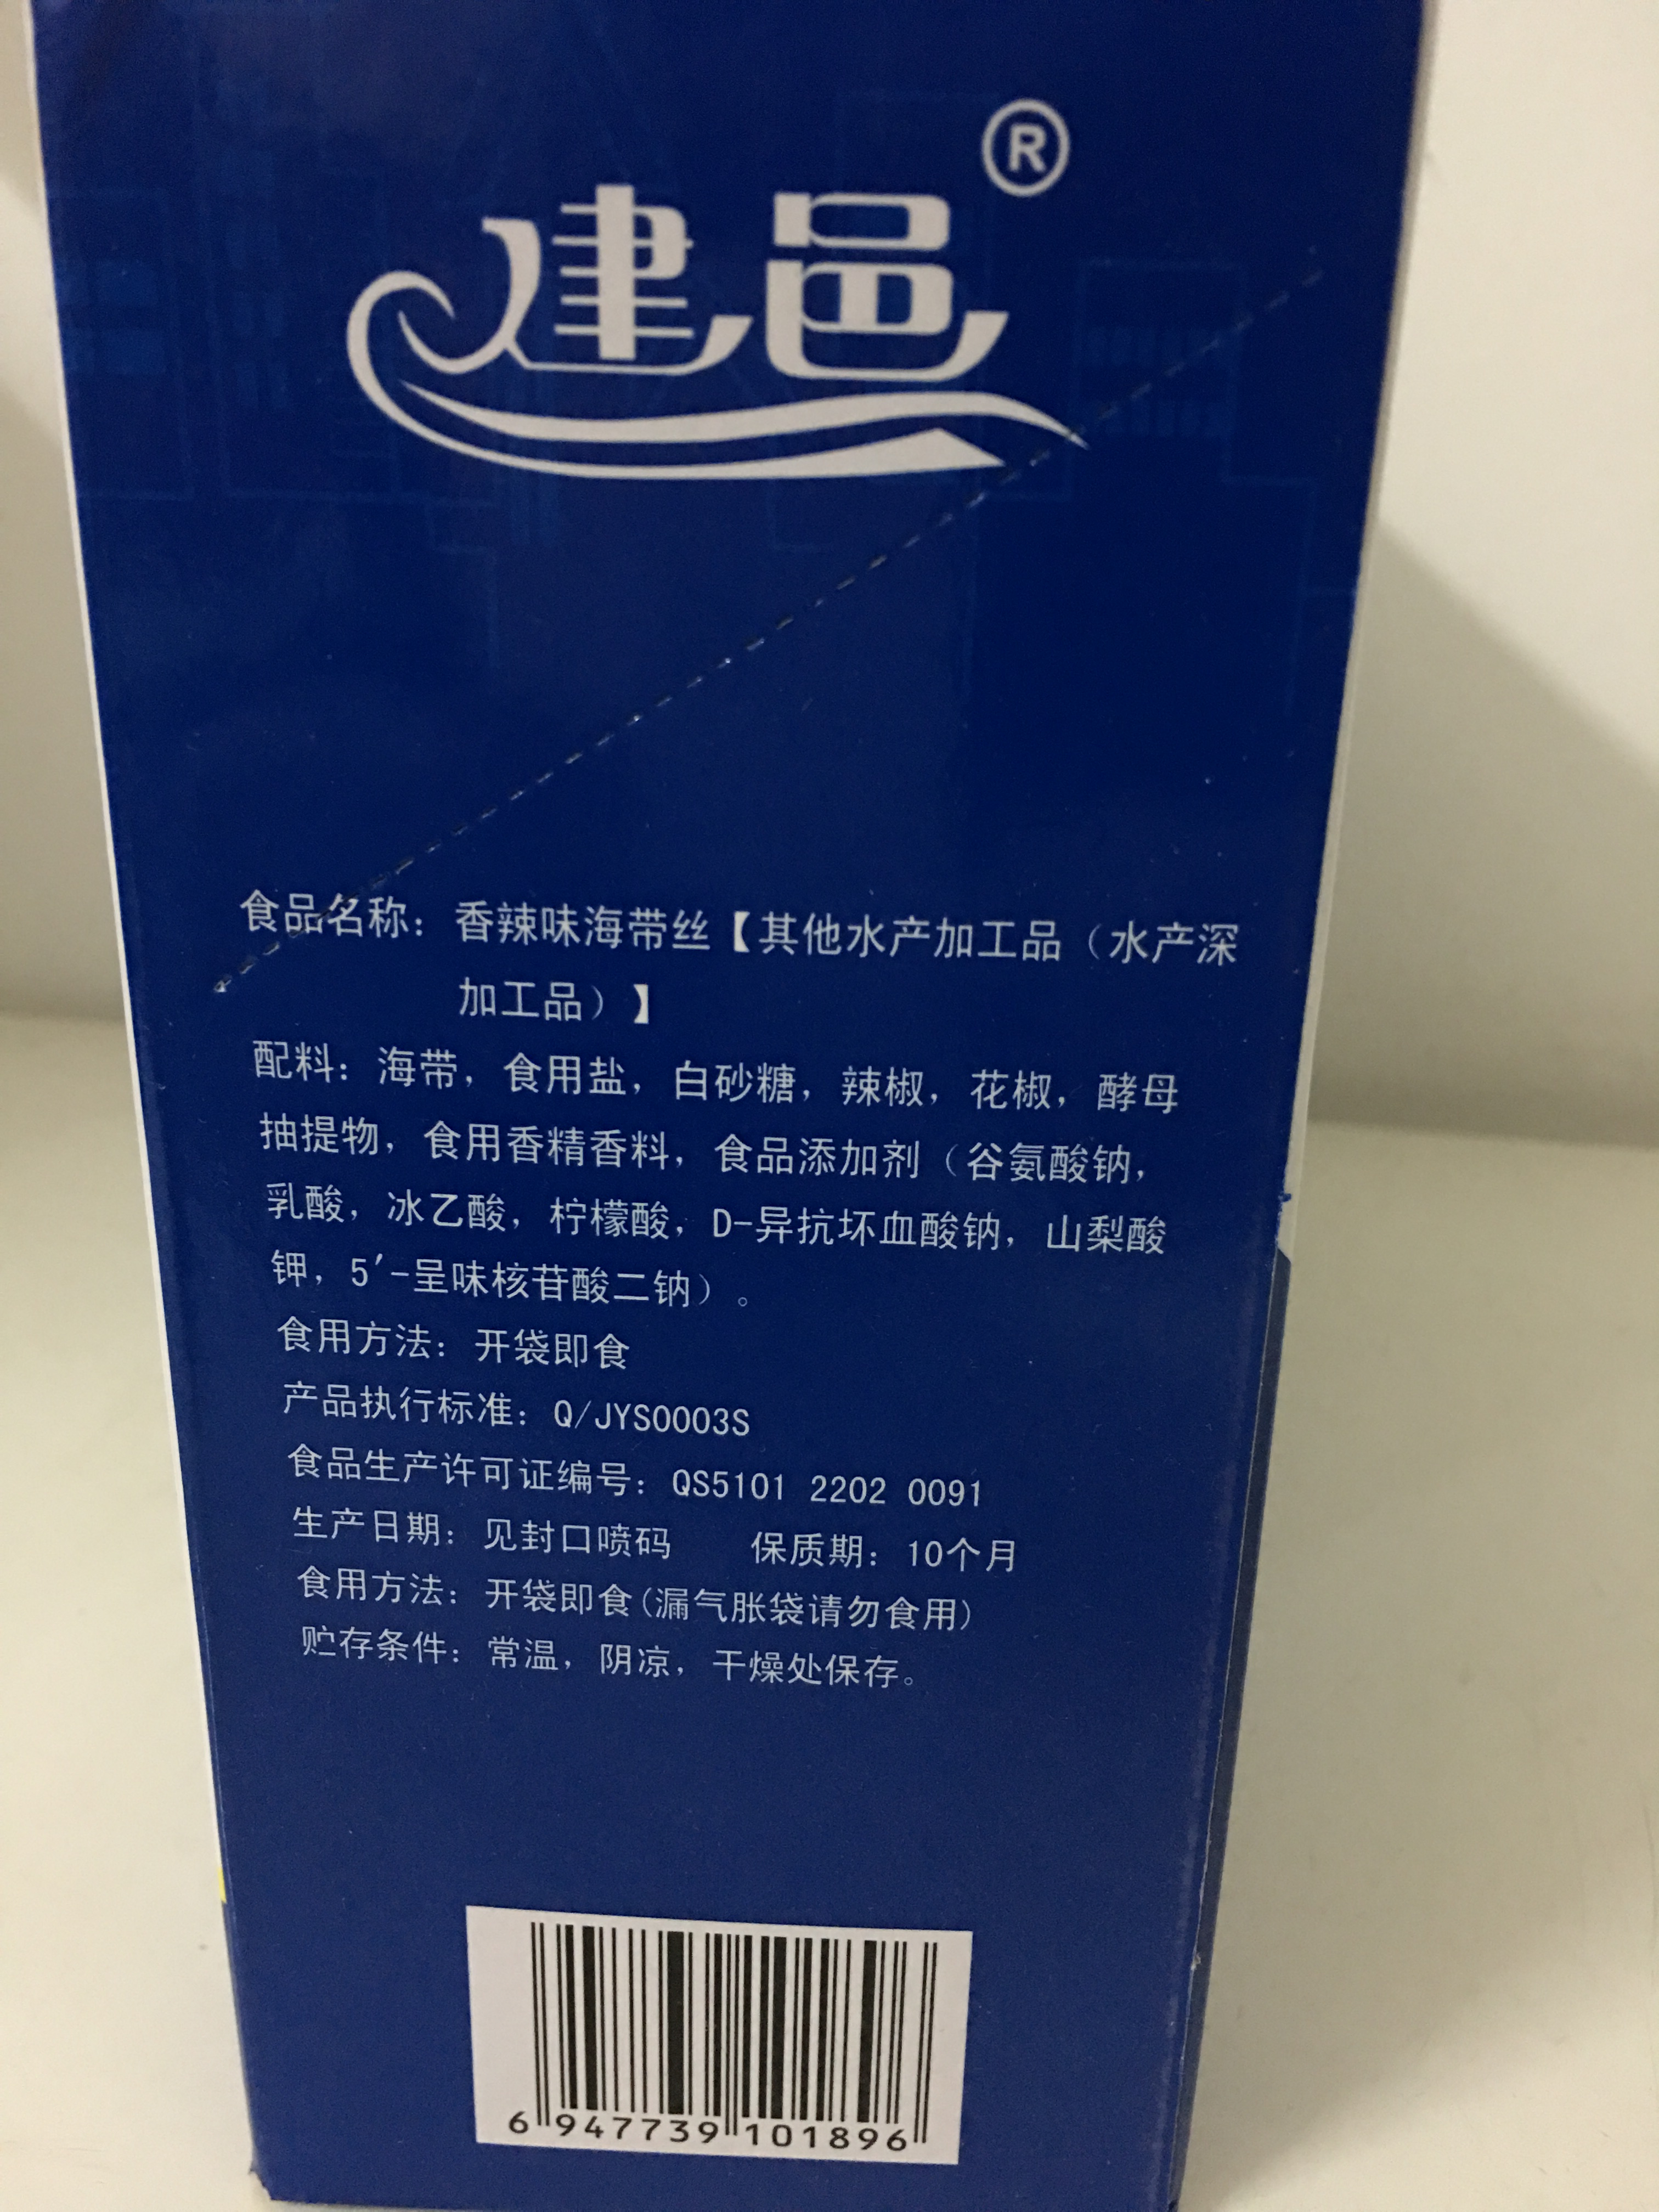 建邑®
食品名称：香辣味海带丝【其他水产加工品（水产深
加工品）】
配料：海带，食用盐，白砂糖，辣椒，花椒，酵母
抽提物，食用香精香料，食品添加剂（谷氨酸钠，
乳酸，冰乙酸，柠檬酸，D-异抗坏血酸钠，山梨酸
钾，5′-呈味核苷酸二钠）。
食用方法：开袋即食
产品执行标准：Q/JYS0003S
食品生产许可证编号：QS5101 2202 0091
生产日期：见封口喷码 保质期：10个月
食用方法：开袋即食(漏气胀袋请勿食用)
贮存条件：常温，阴凉，干燥处保存。
6 947739 101896